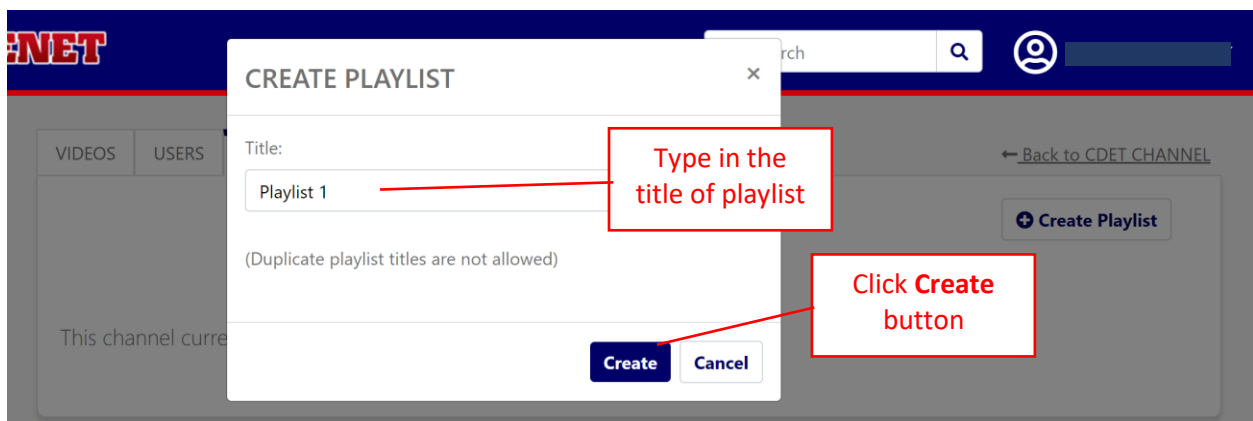 ENET
CREATE PLAYLIST ×
rch
VIDEOS USERS
Title:
Playlist 1
Type in the
title of playlist
Back to CDET CHANNEL
Create Playlist
(Duplicate playlist titles are not allowed)
Click Create
button
This channel curre
Create Cancel